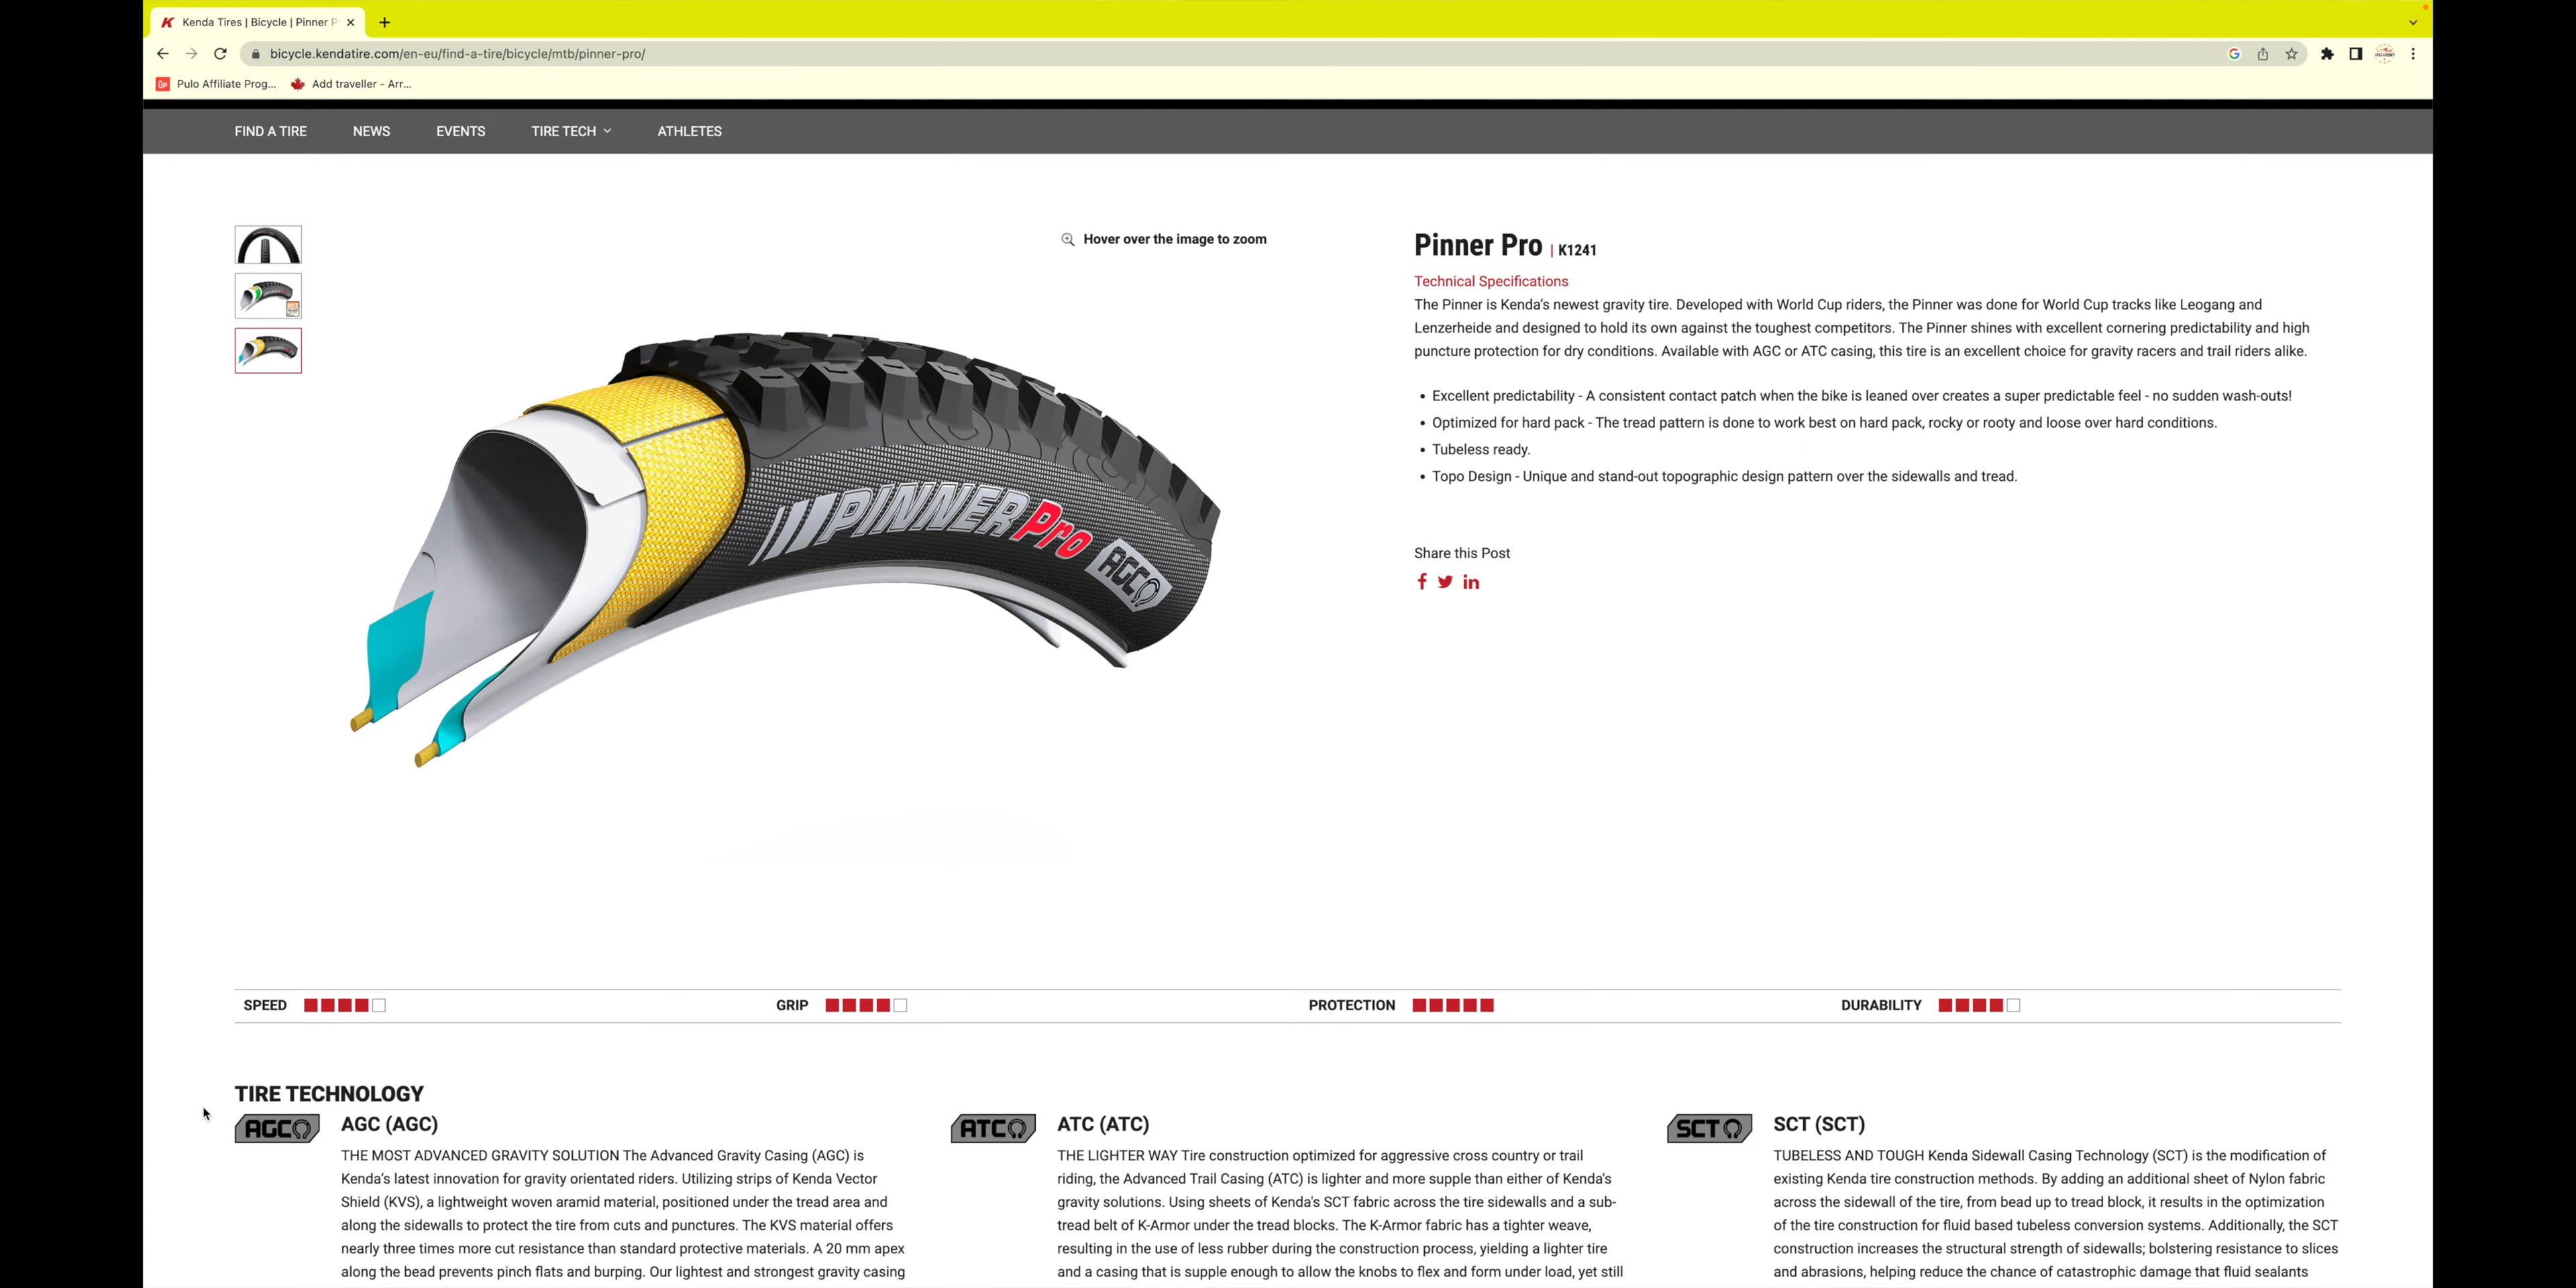 Kenda Tires | Bicycle | Pinner P
bicycle.kendatire.com/en-eu/find-a-tire/bicycle/mtb/pinner-pro/
Pulo Affiliate Prog...
Add traveller - Arr...
FIND A TIRE
NEWS
EVENTS
TIRE TECH
ATHLETES
Hover over the image to zoom
PINNER Pro
AGC
Pinner Pro | K1241
Technical Specifications
The Pinner is Kenda's newest gravity tire. Developed with World Cup riders, the Pinner was done for World Cup tracks like Leogang and
Lenzerheide and designed to hold its own against the toughest competitors. The Pinner shines with excellent cornering predictability and high
puncture protection for dry conditions. Available with AGC or ATC casing, this tire is an excellent choice for gravity racers and trail riders alike.
• Excellent predictability - A consistent contact patch when the bike is leaned over creates a super predictable feel - no sudden wash-outs!
• Optimized for hard pack - The tread pattern is done to work best on hard pack, rocky or rooty and loose over hard conditions.
• Tubeless ready.
• Topo Design - Unique and stand-out topographic design pattern over the sidewalls and tread.
Share this Post
SPEED
GRIP
PROTECTION
DURABILITY
TIRE TECHNOLOGY
AGC
AGC (AGC)
THE MOST ADVANCED GRAVITY SOLUTION The Advanced Gravity Casing (AGC) is
Kenda's latest innovation for gravity orientated riders. Utilizing strips of Kenda Vector
Shield (KVS), a lightweight woven aramid material, positioned under the tread area and
along the sidewalls to protect the tire from cuts and punctures. The KVS material offers
nearly three times more cut resistance than standard protective materials. A 20 mm apex
along the bead prevents pinch flats and burping. Our lightest and strongest gravity casing
ATC
ATC (ATC)
THE LIGHTER WAY Tire construction optimized for aggressive cross country or trail
riding, the Advanced Trail Casing (ATC) is lighter and more supple than either of Kenda's
gravity solutions. Using sheets of Kenda's SCT fabric across the tire sidewalls and a sub-
tread belt of K-Armor under the tread blocks. The K-Armor fabric has a tighter weave,
resulting in the use of less rubber during the construction process, yielding a lighter tire
and a casing that is supple enough to allow the knobs to flex and form under load, yet still
SCT
SCT (SCT)
TUBELESS AND TOUGH Kenda Sidewall Casing Technology (SCT) is the modification of
existing Kenda tire construction methods. By adding an additional sheet of Nylon fabric
across the sidewall of the tire, from bead up to tread block, it results in the optimization
of the tire construction for fluid based tubeless conversion systems. Additionally, the SCT
construction increases the structural strength of sidewalls; bolstering resistance to slices
and abrasions, helping reduce the chance of catastrophic damage that fluid sealants